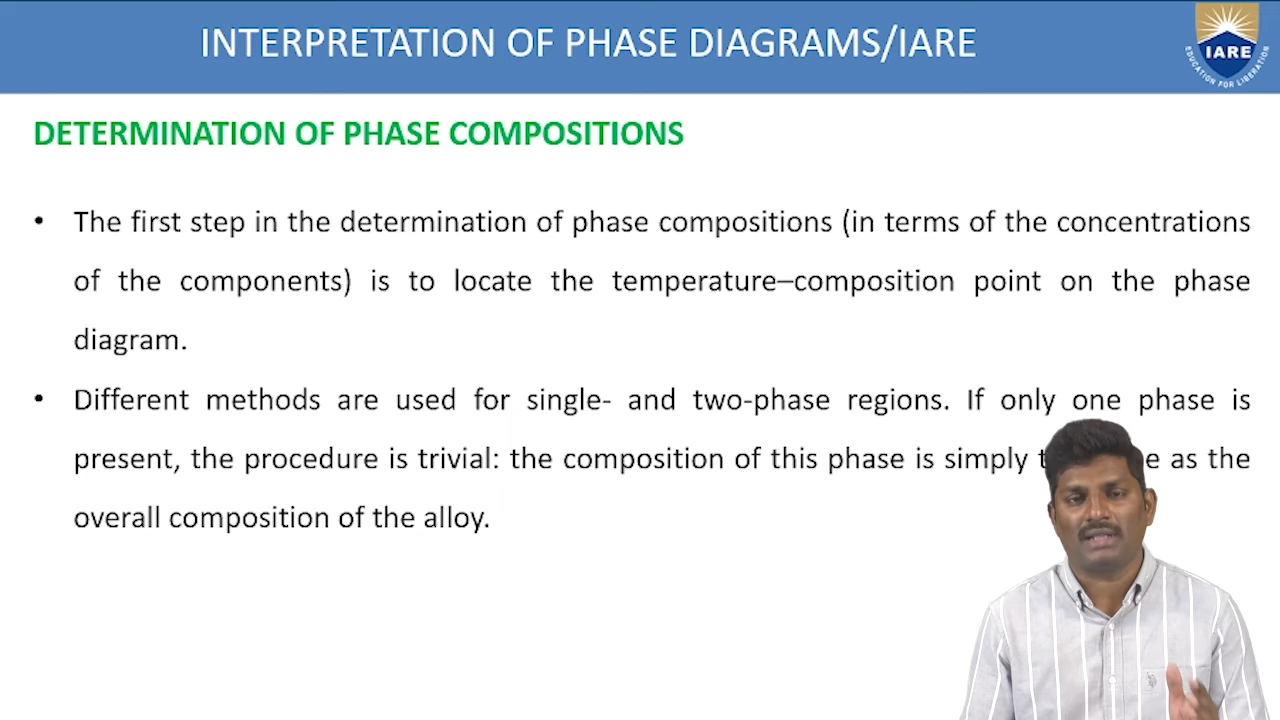 INTERPRETATION OF PHASE DIAGRAMS/IARE
IARE
EDUCATION FOR LIBERATION
DETERMINATION OF PHASE COMPOSITIONS
• The first step in the determination of phase compositions (in terms of the concentrations
of the components) is to locate the temperature–composition point on the phase
diagram.
• Different methods are used for single- and two-phase regions. If only one phase is
present, the procedure is trivial: the composition of this phase is simply as the
overall composition of the alloy.